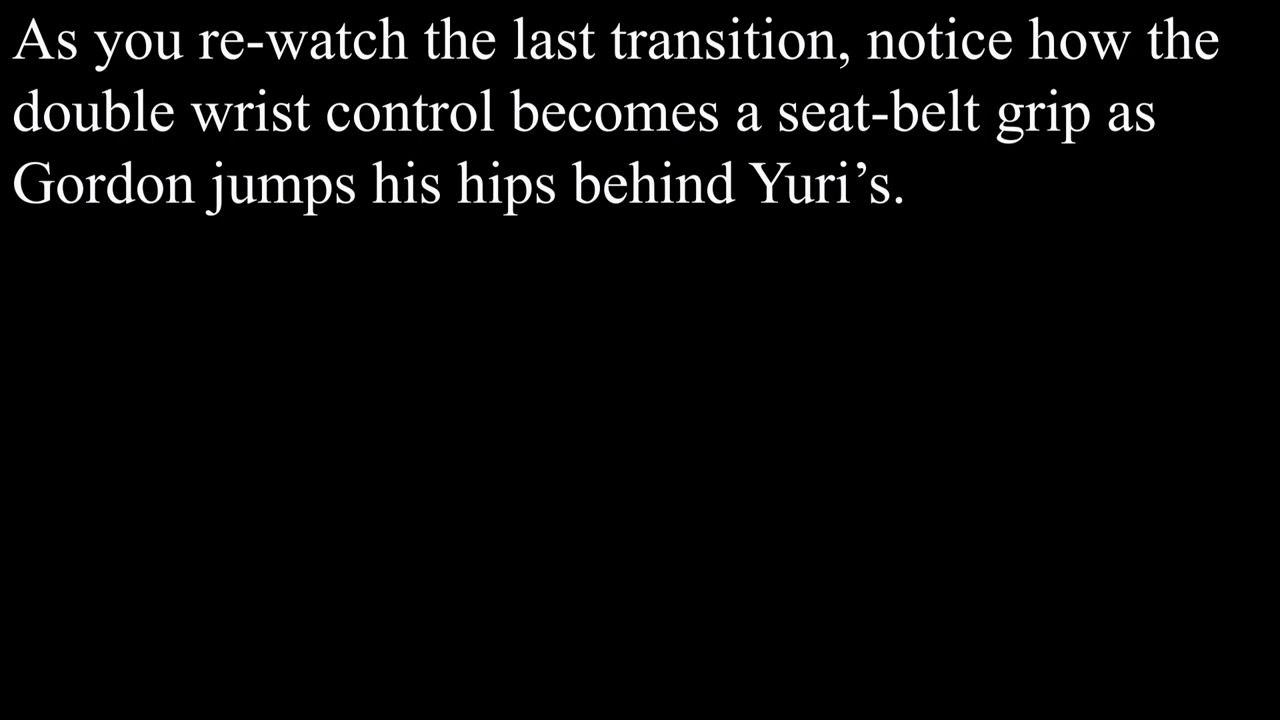 As you re-watch the last transition, notice how the
double wrist control becomes a seat-belt grip as
Gordon jumps his hips behind Yuri’s.